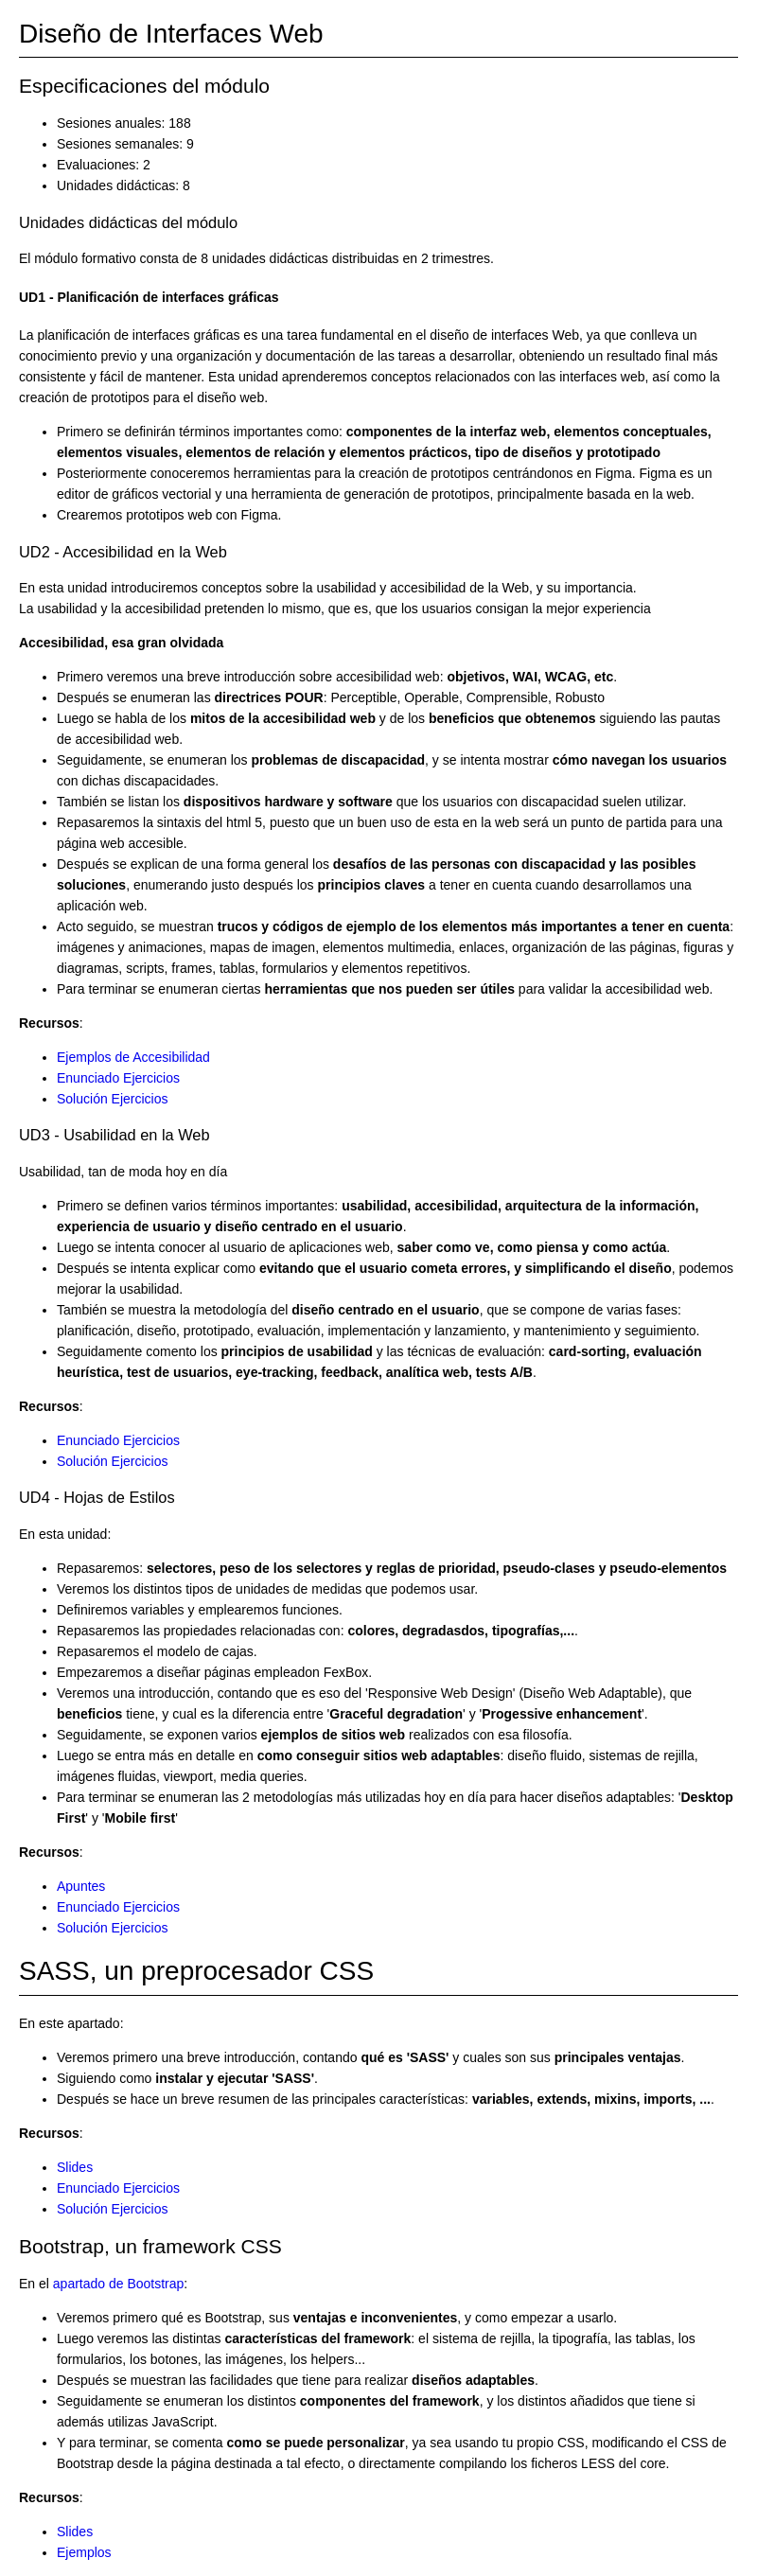 Diseño de Interfaces Web
Especificaciones del módulo
Sesiones anuales: 188
Sesiones semanales: 9
Evaluaciones: 2
Unidades didácticas: 8
Unidades didácticas del módulo
El módulo formativo consta de 8 unidades didácticas distribuidas en 2 trimestres.
UD1 - Planificación de interfaces gráficas
La planificación de interfaces gráficas es una tarea fundamental en el diseño de interfaces Web, ya que conlleva un
conocimiento previo y una organización y documentación de las tareas a desarrollar, obteniendo un resultado final más
consistente y fácil de mantener. Esta unidad aprenderemos conceptos relacionados con las interfaces web, así como la
creación de prototipos para el diseño web.
Primero se definirán términos importantes como: componentes de la interfaz web, elementos conceptuales,
elementos visuales, elementos de relación y elementos prácticos, tipo de diseños y prototipado
Posteriormente conoceremos herramientas para la creación de prototipos centrándonos en Figma. Figma es un
editor de gráficos vectorial y una herramienta de generación de prototipos, principalmente basada en la web.
Crearemos prototipos web con Figma.
UD2 - Accesibilidad en la Web
En esta unidad introduciremos conceptos sobre la usabilidad y accesibilidad de la Web, y su importancia.
La usabilidad y la accesibilidad pretenden lo mismo, que es, que los usuarios consigan la mejor experiencia
Accesibilidad, esa gran olvidada
Primero veremos una breve introducción sobre accesibilidad web: objetivos, WAI, WCAG, etc.
Después se enumeran las directrices POUR: Perceptible, Operable, Comprensible, Robusto
Luego se habla de los mitos de la accesibilidad web y de los beneficios que obtenemos siguiendo las pautas
de accesibilidad web.
Seguidamente, se enumeran los problemas de discapacidad, y se intenta mostrar cómo navegan los usuarios
con dichas discapacidades.
También se listan los dispositivos hardware y software que los usuarios con discapacidad suelen utilizar.
Repasaremos la sintaxis del html 5, puesto que un buen uso de esta en la web será un punto de partida para una
página web accesible.
Después se explican de una forma general los desafíos de las personas con discapacidad y las posibles
soluciones, enumerando justo después los principios claves a tener en cuenta cuando desarrollamos una
aplicación web.
Acto seguido, se muestran trucos y códigos de ejemplo de los elementos más importantes a tener en cuenta:
imágenes y animaciones, mapas de imagen, elementos multimedia, enlaces, organización de las páginas, figuras y
diagramas, scripts, frames, tablas, formularios y elementos repetitivos.
Para terminar se enumeran ciertas herramientas que nos pueden ser útiles para validar la accesibilidad web.
Recursos:
Ejemplos de Accesibilidad
Enunciado Ejercicios
Solución Ejercicios
UD3 - Usabilidad en la Web
Usabilidad, tan de moda hoy en día
Primero se definen varios términos importantes: usabilidad, accesibilidad, arquitectura de la información,
experiencia de usuario y diseño centrado en el usuario.
Luego se intenta conocer al usuario de aplicaciones web, saber como ve, como piensa y como actúa.
Después se intenta explicar como evitando que el usuario cometa errores, y simplificando el diseño, podemos
mejorar la usabilidad.
También se muestra la metodología del diseño centrado en el usuario, que se compone de varias fases:
planificación, diseño, prototipado, evaluación, implementación y lanzamiento, y mantenimiento y seguimiento.
Seguidamente comento los principios de usabilidad y las técnicas de evaluación: card-sorting, evaluación
heurística, test de usuarios, eye-tracking, feedback, analítica web, tests A/B.
Recursos:
Enunciado Ejercicios
Solución Ejercicios
UD4 - Hojas de Estilos
En esta unidad:
Repasaremos: selectores, peso de los selectores y reglas de prioridad, pseudo-clases y pseudo-elementos
Veremos los distintos tipos de unidades de medidas que podemos usar.
Definiremos variables y emplearemos funciones.
Repasaremos las propiedades relacionadas con: colores, degradasdos, tipografías,....
Repasaremos el modelo de cajas.
Empezaremos a diseñar páginas empleadon FexBox.
Veremos una introducción, contando que es eso del 'Responsive Web Design' (Diseño Web Adaptable), que
beneficios tiene, y cual es la diferencia entre 'Graceful degradation' y 'Progessive enhancement'.
Seguidamente, se exponen varios ejemplos de sitios web realizados con esa filosofía.
Luego se entra más en detalle en como conseguir sitios web adaptables: diseño fluido, sistemas de rejilla,
imágenes fluidas, viewport, media queries.
Para terminar se enumeran las 2 metodologías más utilizadas hoy en día para hacer diseños adaptables: 'Desktop
First' y 'Mobile first'
Recursos:
Apuntes
Enunciado Ejercicios
Solución Ejercicios
SASS, un preprocesador CSS
En este apartado:
Veremos primero una breve introducción, contando qué es 'SASS' y cuales son sus principales ventajas.
Siguiendo como instalar y ejecutar 'SASS'.
Después se hace un breve resumen de las principales características: variables, extends, mixins, imports, ....
Recursos:
Slides
Enunciado Ejercicios
Solución Ejercicios
Bootstrap, un framework CSS
En el apartado de Bootstrap:
Veremos primero qué es Bootstrap, sus ventajas e inconvenientes, y como empezar a usarlo.
Luego veremos las distintas características del framework: el sistema de rejilla, la tipografía, las tablas, los
formularios, los botones, las imágenes, los helpers...
Después se muestran las facilidades que tiene para realizar diseños adaptables.
Seguidamente se enumeran los distintos componentes del framework, y los distintos añadidos que tiene si
además utilizas JavaScript.
Y para terminar, se comenta como se puede personalizar, ya sea usando tu propio CSS, modificando el CSS de
Bootstrap desde la página destinada a tal efecto, o directamente compilando los ficheros LESS del core.
Recursos:
Slides
Ejemplos